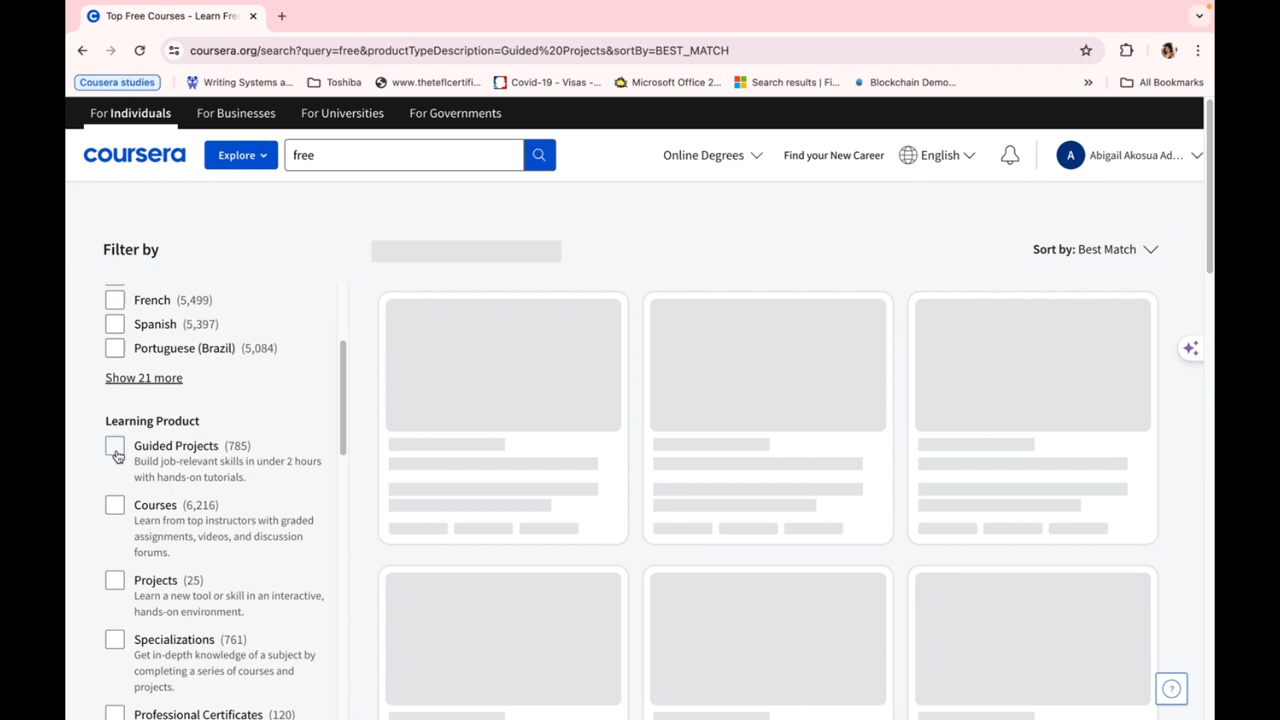 Top Free Courses - Learn Fre
coursera.org/search?query=free&productTypeDescription=Guided%20Projects&sortBy=BEST_MATCH
Cousera studies
Writing Systems a...
Toshiba
www.theteflcertifi...
Covid-19 - Visas -...
Microsoft Office 2...
Search results | Fi...
Blockchain Demo...
»
All Bookmarks
For Individuals
For Businesses
For Universities
For Governments
coursera
Explore
free
Online Degrees
Find your New Career
English
A
Abigail Akosua Ad...
Filter by
Sort by: Best Match
French (5,499)
Spanish (5,397)
Portuguese (Brazil) (5,084)
Show 21 more
Learning Product
Guided Projects (785)
Build job-relevant skills in under 2 hours
with hands-on tutorials.
Courses (6,216)
Learn from top instructors with graded
assignments, videos, and discussion
forums.
Projects (25)
Learn a new tool or skill in an interactive,
hands-on environment.
Specializations (761)
Get in-depth knowledge of a subject by
completing a series of courses and
projects.
Professional Certificates (120)
?